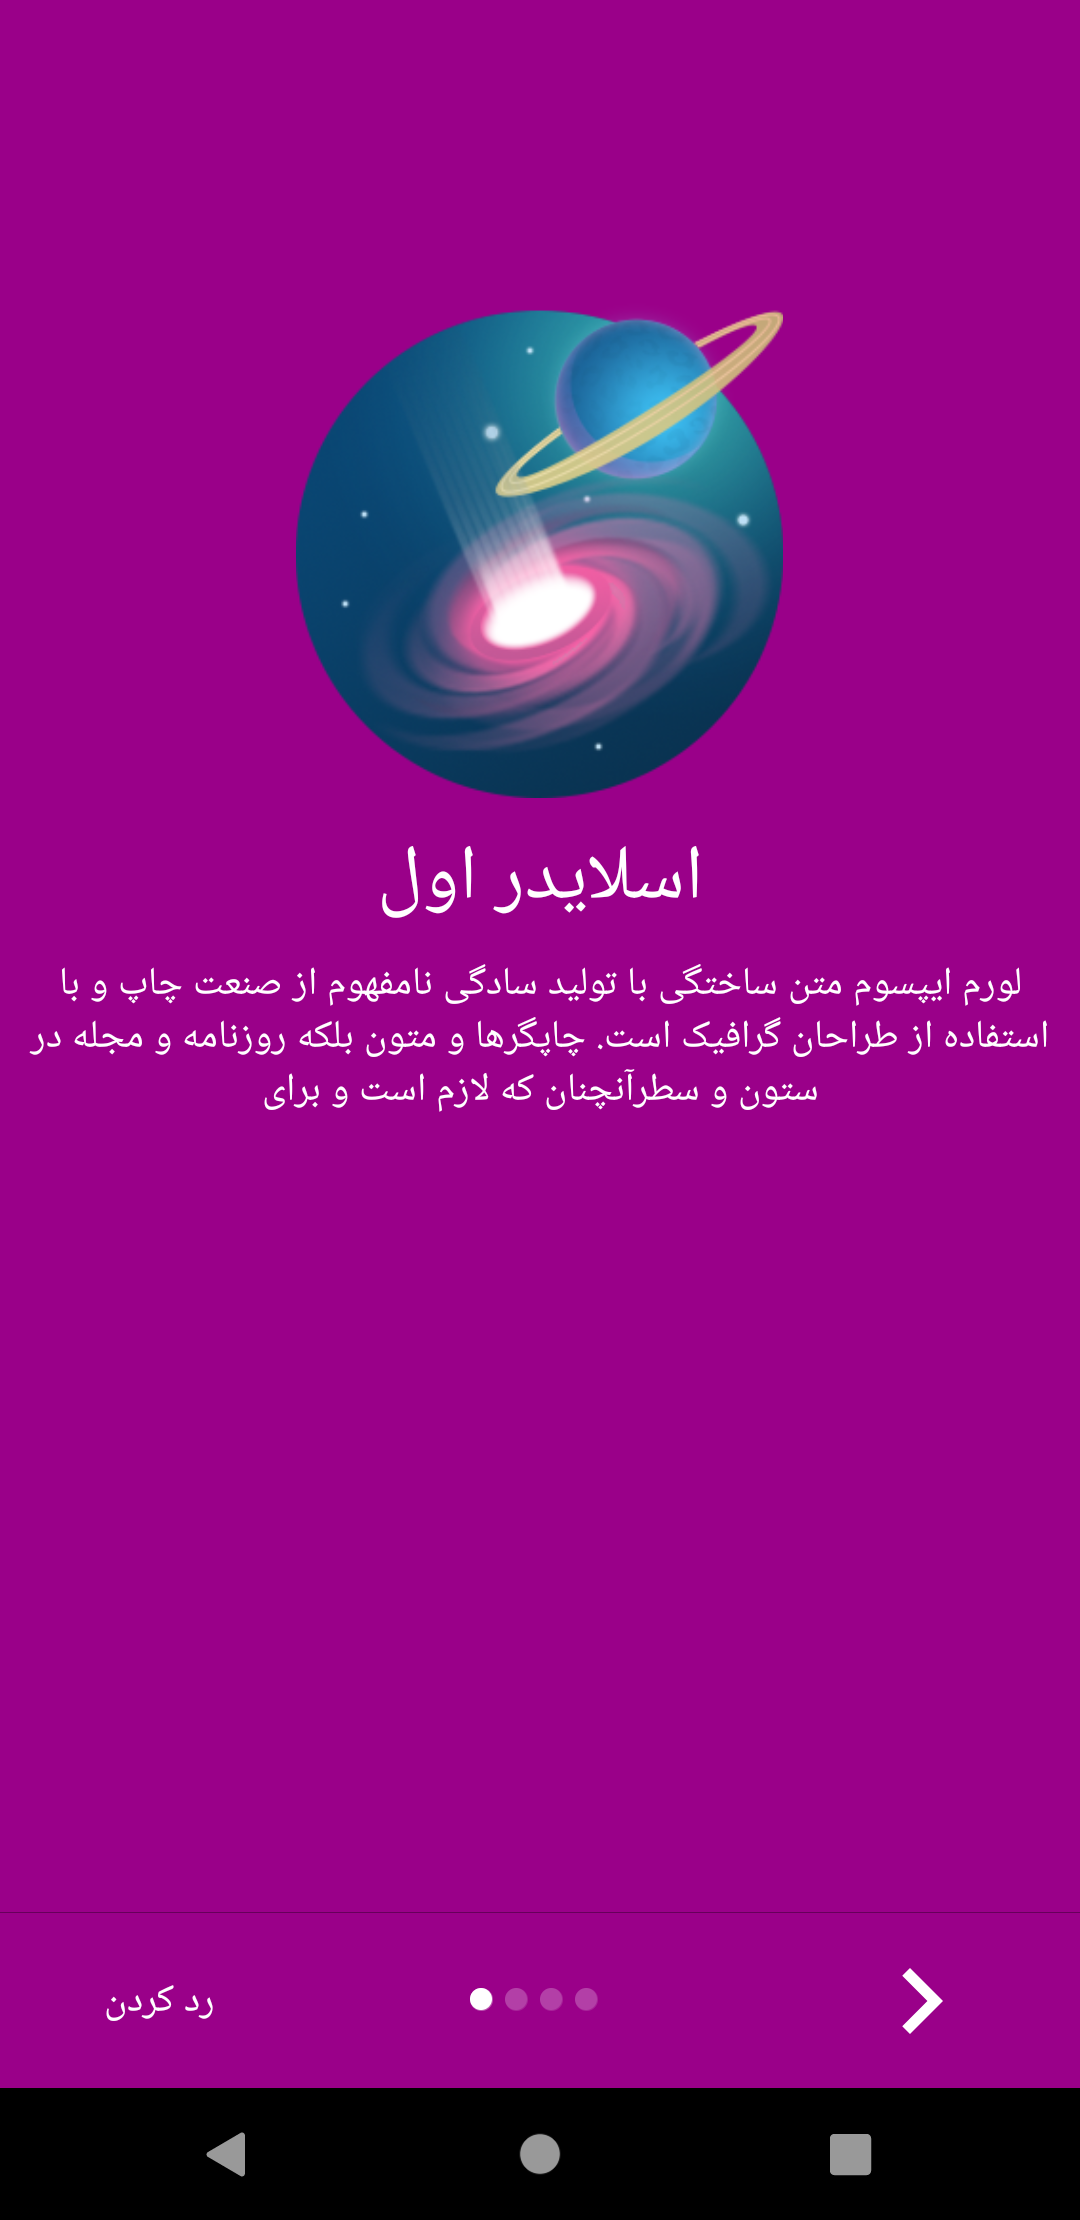 اسلایدر اول
لورم ایپسوم متن ساختگی با تولید سادگی نامفهوم از صنعت چاپ و با
استفاده از طراحان گرافیک است. چاپگرها و متون بلکه روزنامه و مجله در
ستون و سطرآنچنان که لازم است و برای
رد کردن